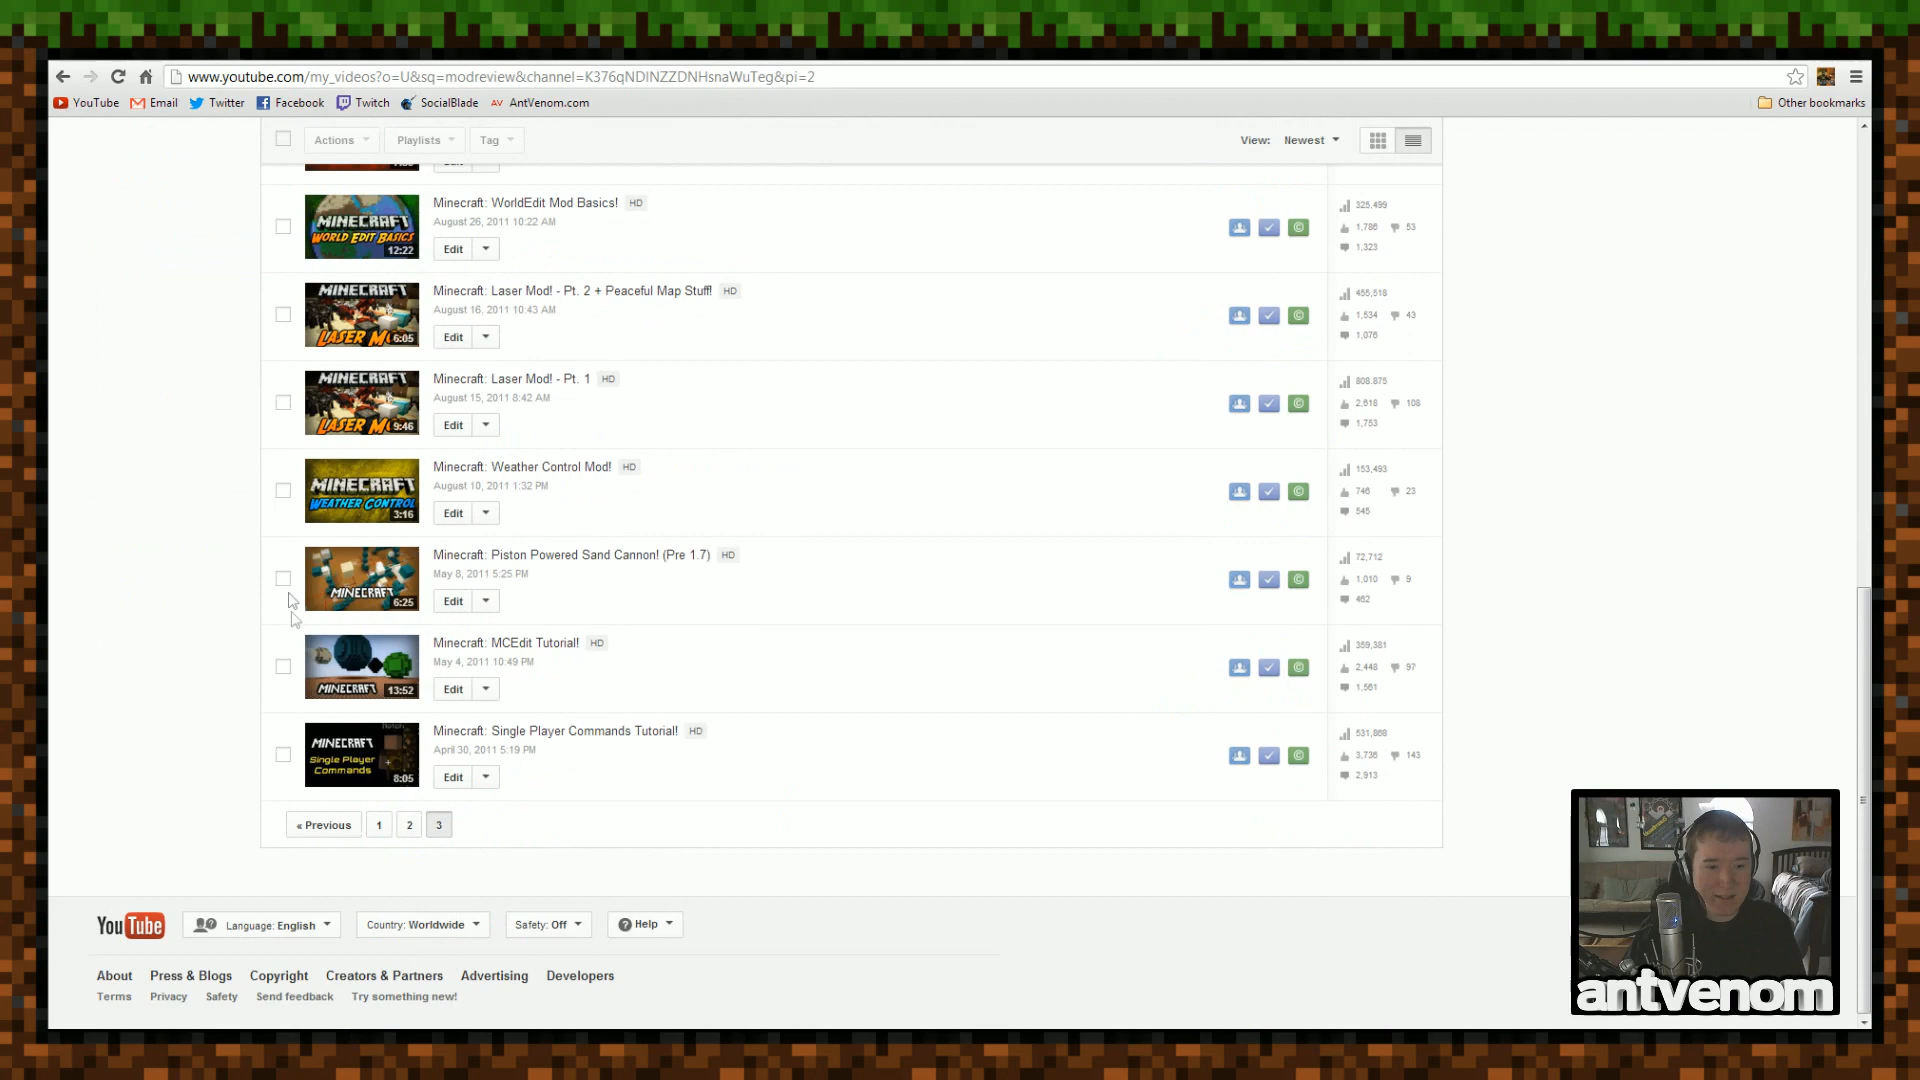 www.youtube.com/my_videos?o=U&sq=modreview&channel=K376qNDINZZDNHsnaWuTeg&pi=2
YouTube Email Twitter Facebook Twitch SocialBlade AV AntVenom.com Other bookmarks
Actions Playlists Tag View: Newest
MINECRAFT
WORLD EDIT BASICS
12:22
Minecraft: WorldEdit Mod Basics! HD
August 26, 2011 10:22 AM
Edit
325,499
1,786 53
1,323
MINECRAFT
LASER M
6:05
Minecraft: Laser Mod! - Pt. 2 + Peaceful Map Stuff! HD
August 16, 2011 10:43 AM
Edit
455,518
1,534 43
1,076
MINECRAFT
LASER M
9:46
Minecraft: Laser Mod! - Pt. 1 HD
August 15, 2011 8:42 AM
Edit
808,875
2,618 108
1,753
MINECRAFT
WEATHER CONTROL
3:16
Minecraft: Weather Control Mod! HD
August 10, 2011 1:32 PM
Edit
153,493
746 23
545
MINECRAFT
6:25
Minecraft: Piston Powered Sand Cannon! (Pre 1.7) HD
May 8, 2011 5:25 PM
Edit
72,712
1,010 9
462
MINECRAFT
13:52
Minecraft: MCEdit Tutorial! HD
May 4, 2011 10:49 PM
Edit
359,381
2,448 97
1,561
MINECRAFT
Single Player
Commands
8:05
Minecraft: Single Player Commands Tutorial! HD
April 30, 2011 5:19 PM
Edit
531,868
3,736 143
2,913
« Previous 1 2 3
YouTube Language: English Country: Worldwide Safety: Off Help
About Press & Blogs Copyright Creators & Partners Advertising Developers
Terms Privacy Safety Send feedback Try something new!
antvenom